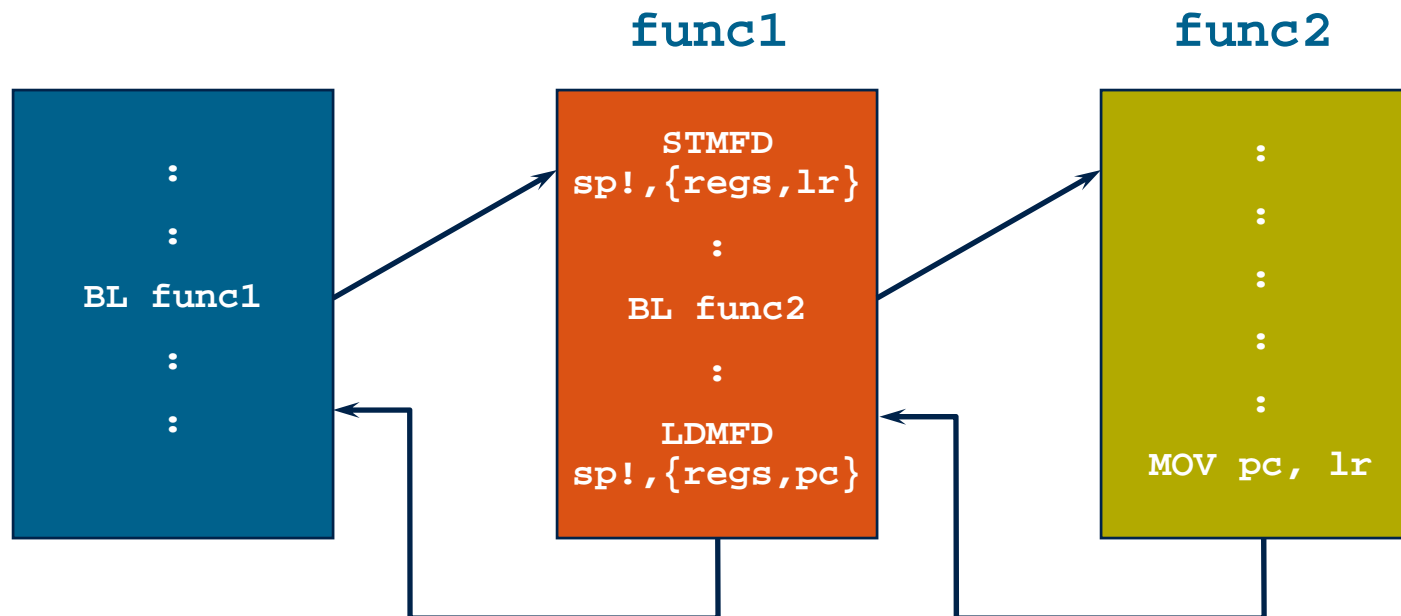 func1
func2
:
:
BL func1
:
:
STMFD
sp!,{regs,lr}
:
BL func2
:
LDMFD
sp!,{regs,pc}
:
:
:
:
:
MOV pc, lr